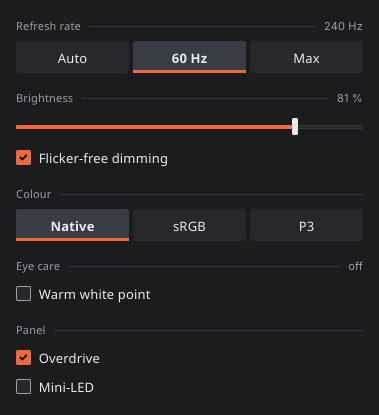 Refresh rate 240 Hz
Auto 60 Hz Max
Brightness 81 %
Flicker-free dimming
Colour
Native sRGB P3
Eye care off
Warm white point
Panel
Overdrive
Mini-LED